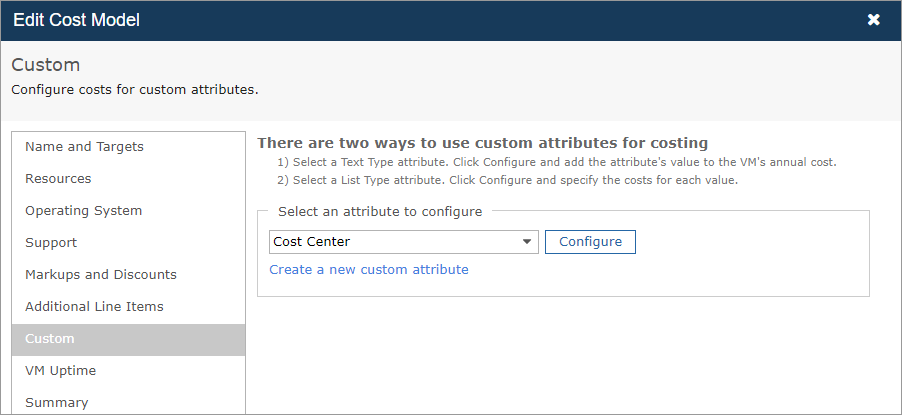 Edit Cost Model
Custom
Configure costs for custom attributes.
Name and Targets
Resources
Operating System
Support
Markups and Discounts
Additional Line Items
Custom
VM Uptime
Summary
There are two ways to use custom attributes for costing
1) Select a Text Type attribute. Click Configure and add the attribute's value to the VM's annual cost.
2) Select a List Type attribute. Click Configure and specify the costs for each value.
Select an attribute to configure
Cost Center
Configure
Create a new custom attribute